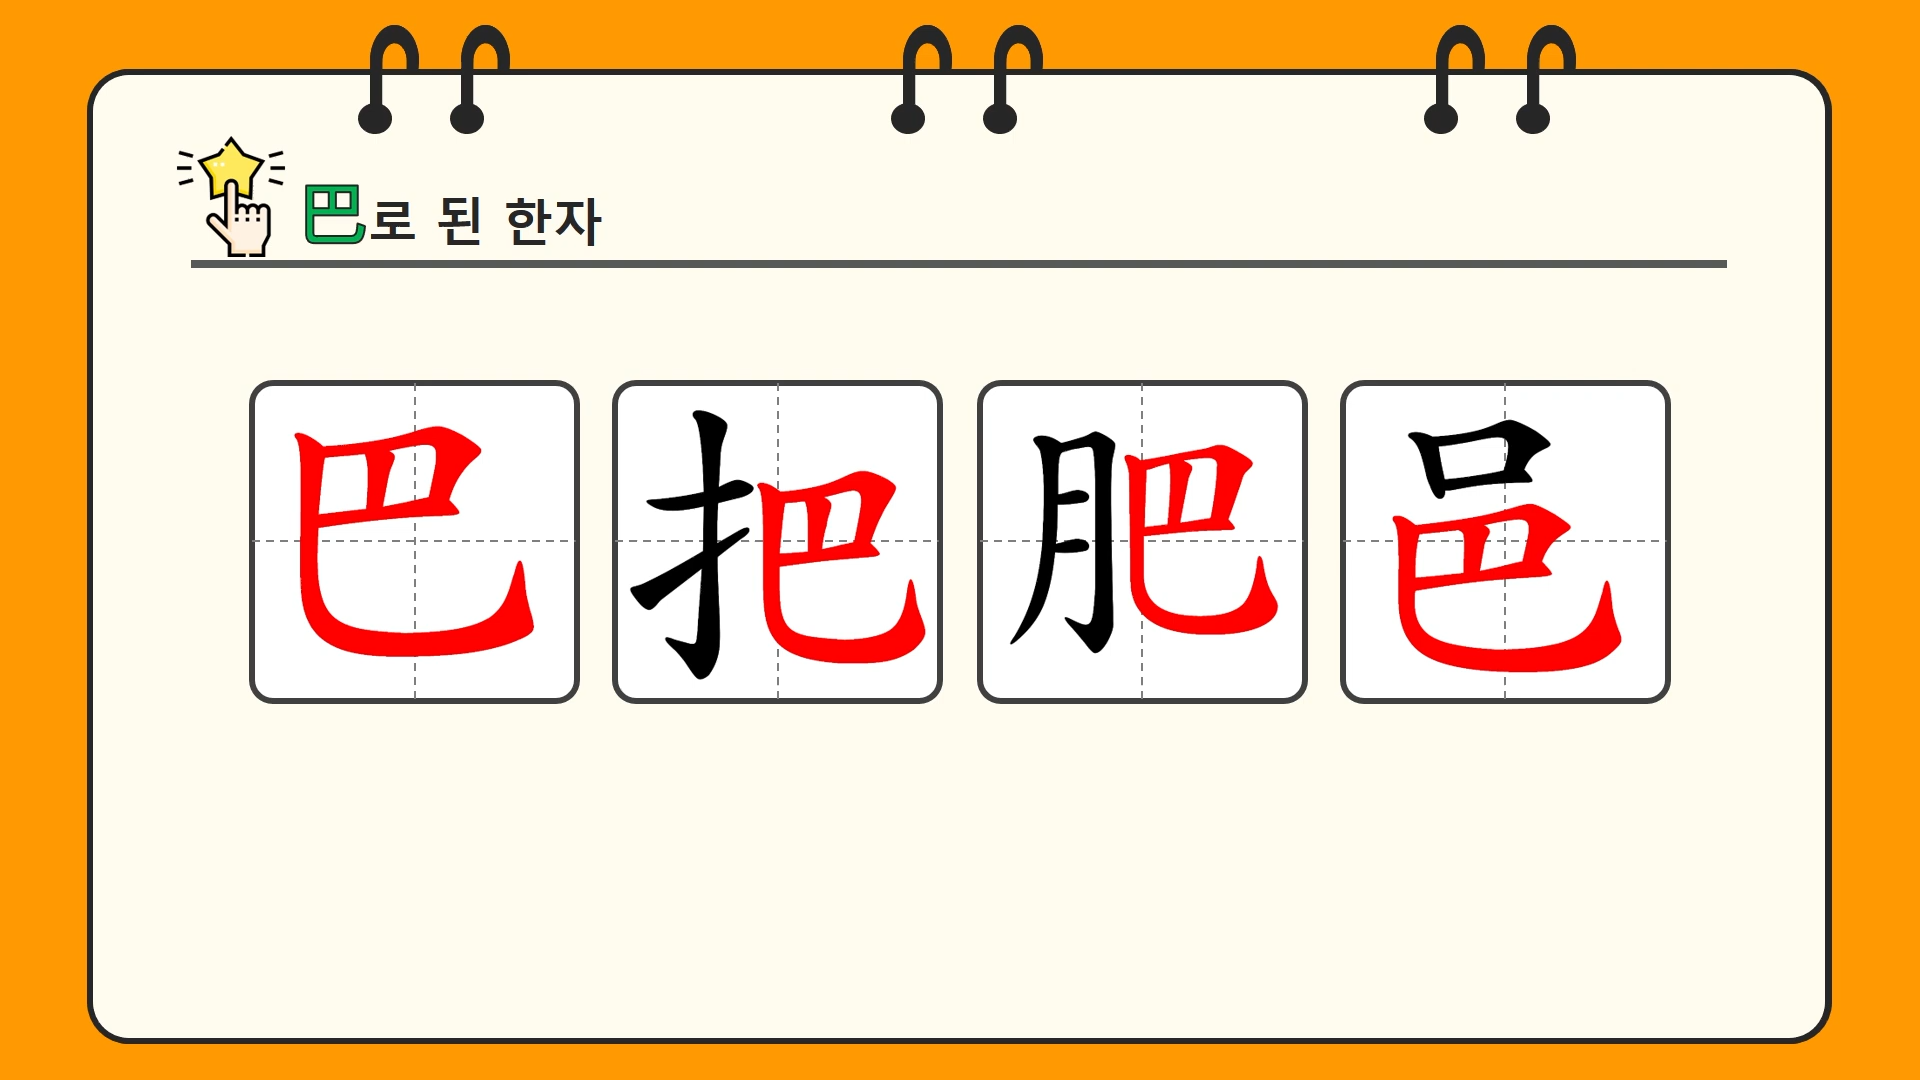 巴로 된 한자
巴 把 肥 邑